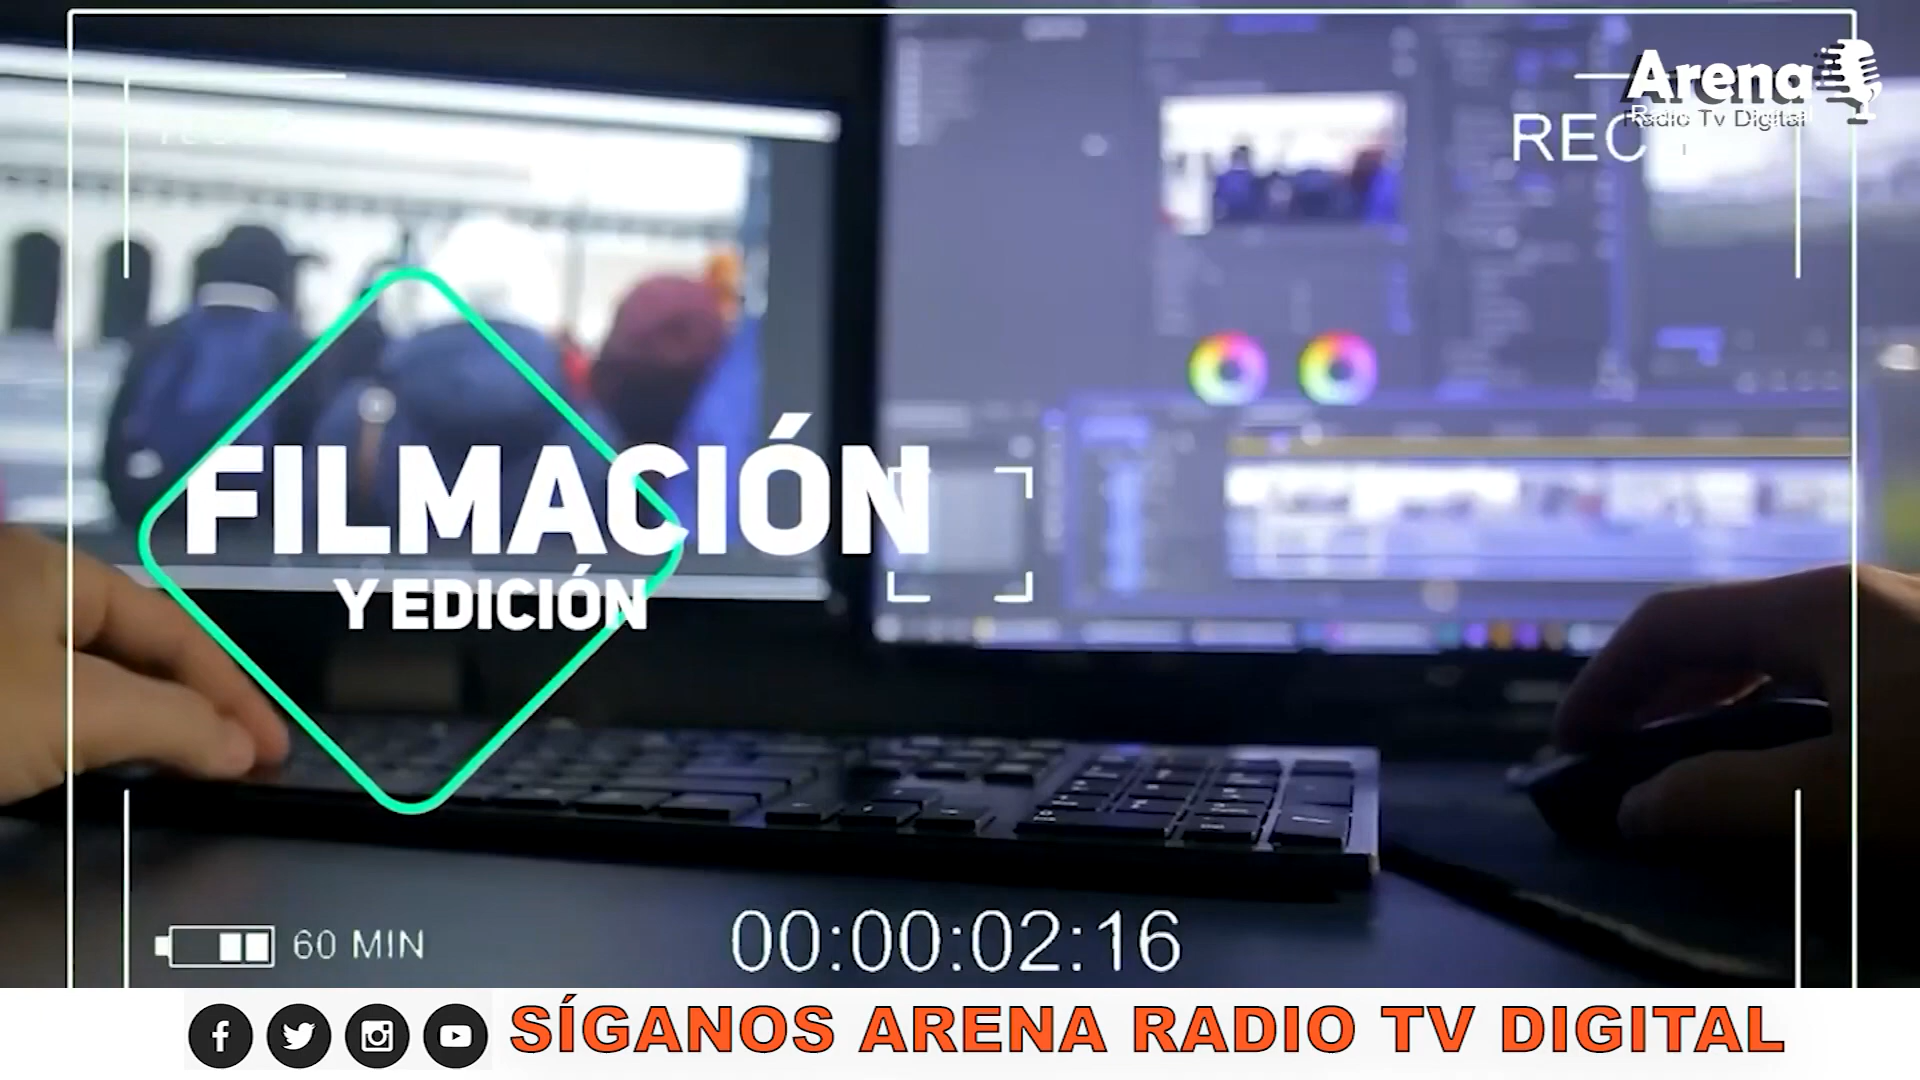 Arena
Radio Tv Digital
REC
FILMACIÓN
Y EDICIÓN
60 MIN
00:00:02:16
SÍGANOS ARENA RADIO TV DIGITAL